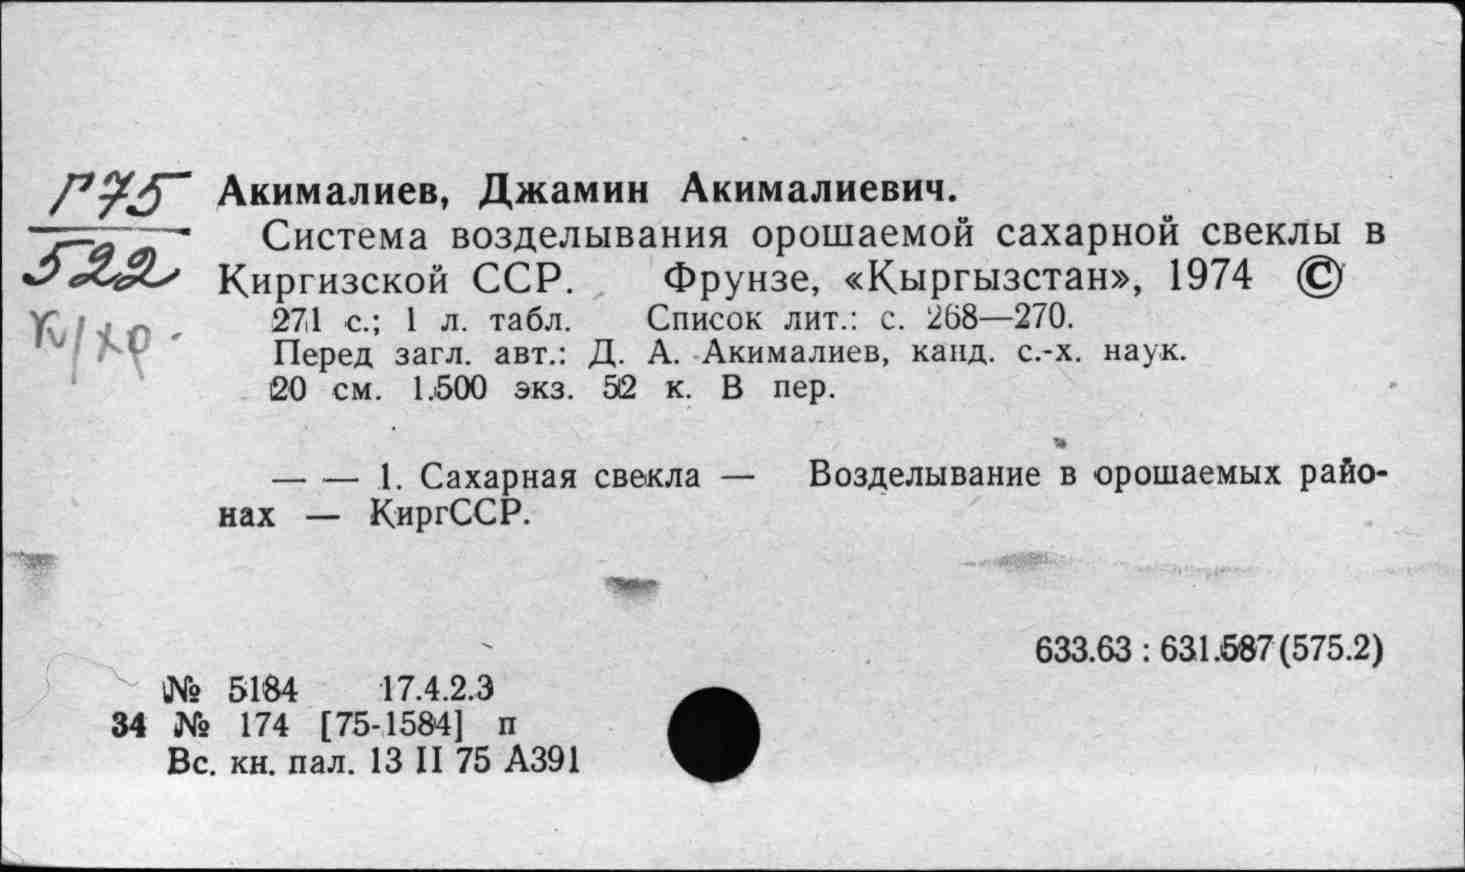 Г75
522
Акималиев, Джамин Акималиевич.
Система возделывания орошаемой сахарной свеклы в
Киргизской ССР. Фрунзе, «Кыргызстан», 1974 ©
271 с.; 1 л. табл. Список лит.: с. 268—270.
Перед загл. авт.: Д. А. Акималиев, канд. с.-х. наук.
20 см. 1.500 экз. 52 к. В пер.
— — 1. Сахарная свекла — Возделывание в орошаемых райо-
нах — КиргССР.
633.63 : 631.587(575.2)
№ 5184 17.4.2.3
34 № 174 [75-1584] п
Вс. кн. пал. 13 II 75 А391